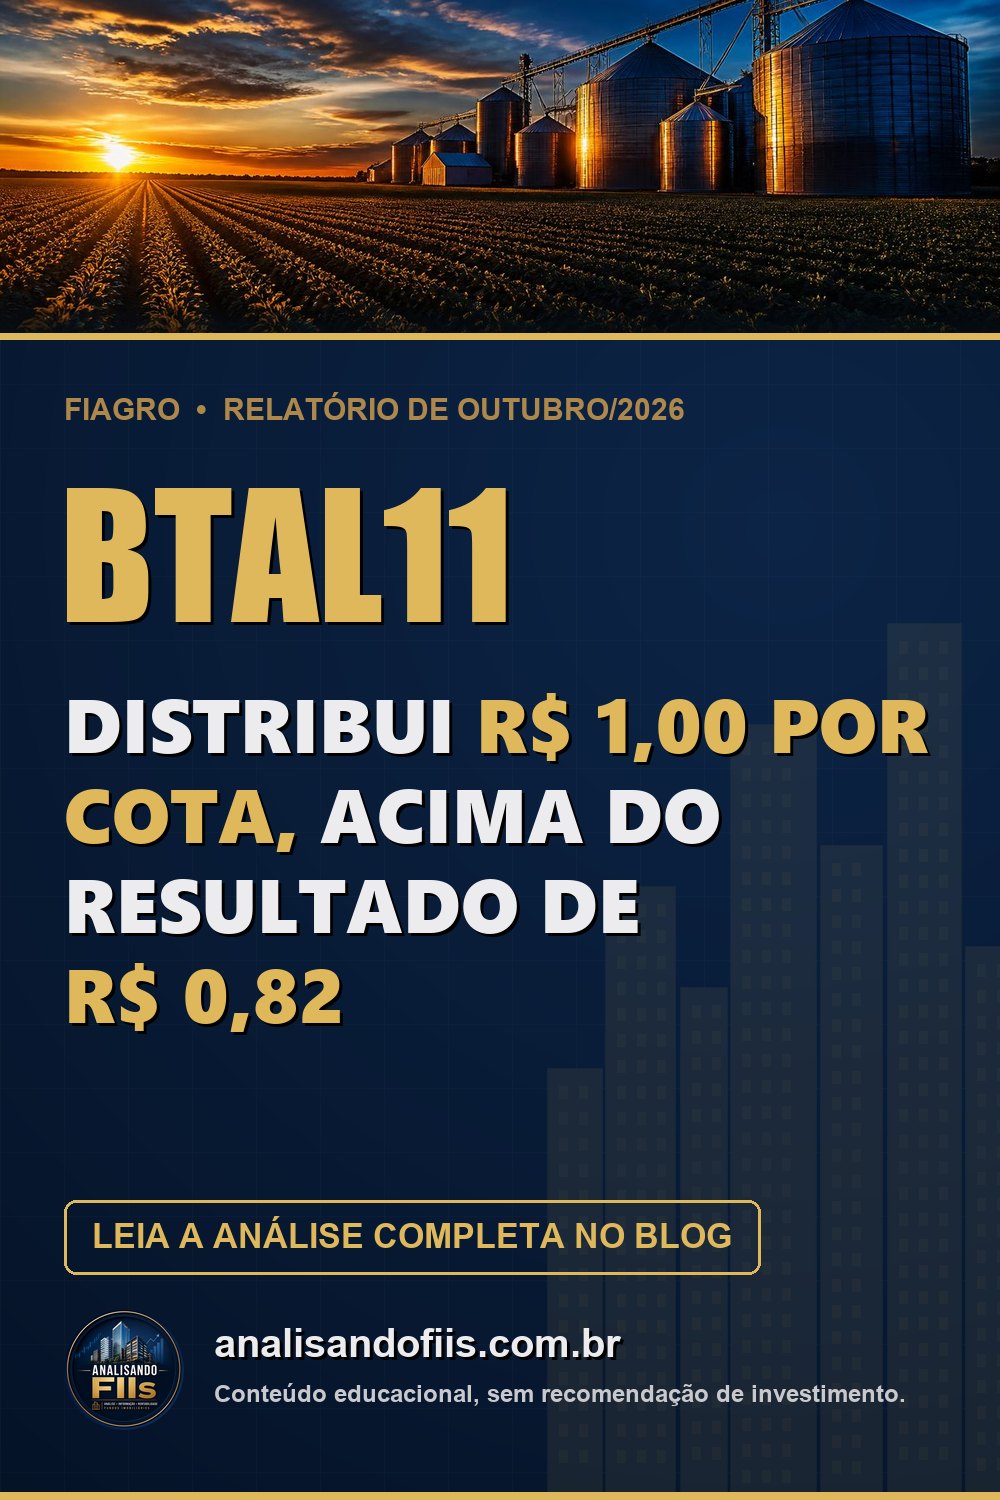 FIAGRO • RELATÓRIO DE OUTUBRO/2026
BTAL11
DISTRIBUI R$ 1,00 POR
COTA, ACIMA DO
RESULTADO DE
R$ 0,82
LEIA A ANÁLISE COMPLETA NO BLOG
ANALISANDO
FIIs
analisandofiis.com.br
Conteúdo educacional, sem recomendação de investimento.